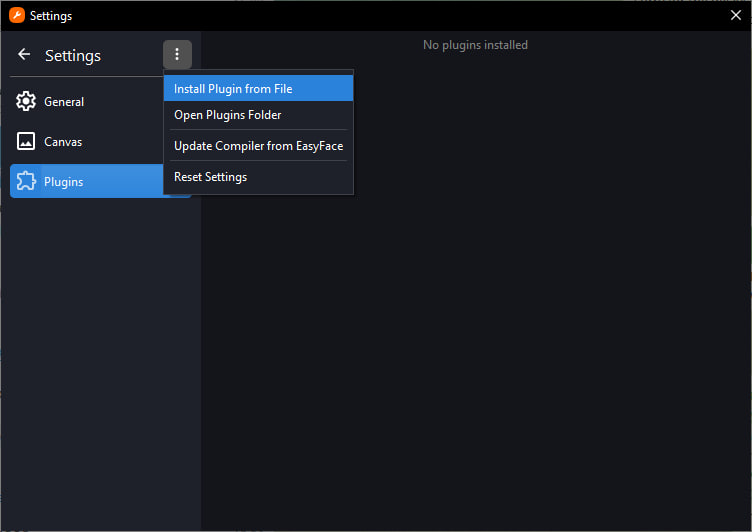 Settings
Settings
No plugins installed
General
Canvas
Plugins
Install Plugin from File
Open Plugins Folder
Update Compiler from EasyFace
Reset Settings